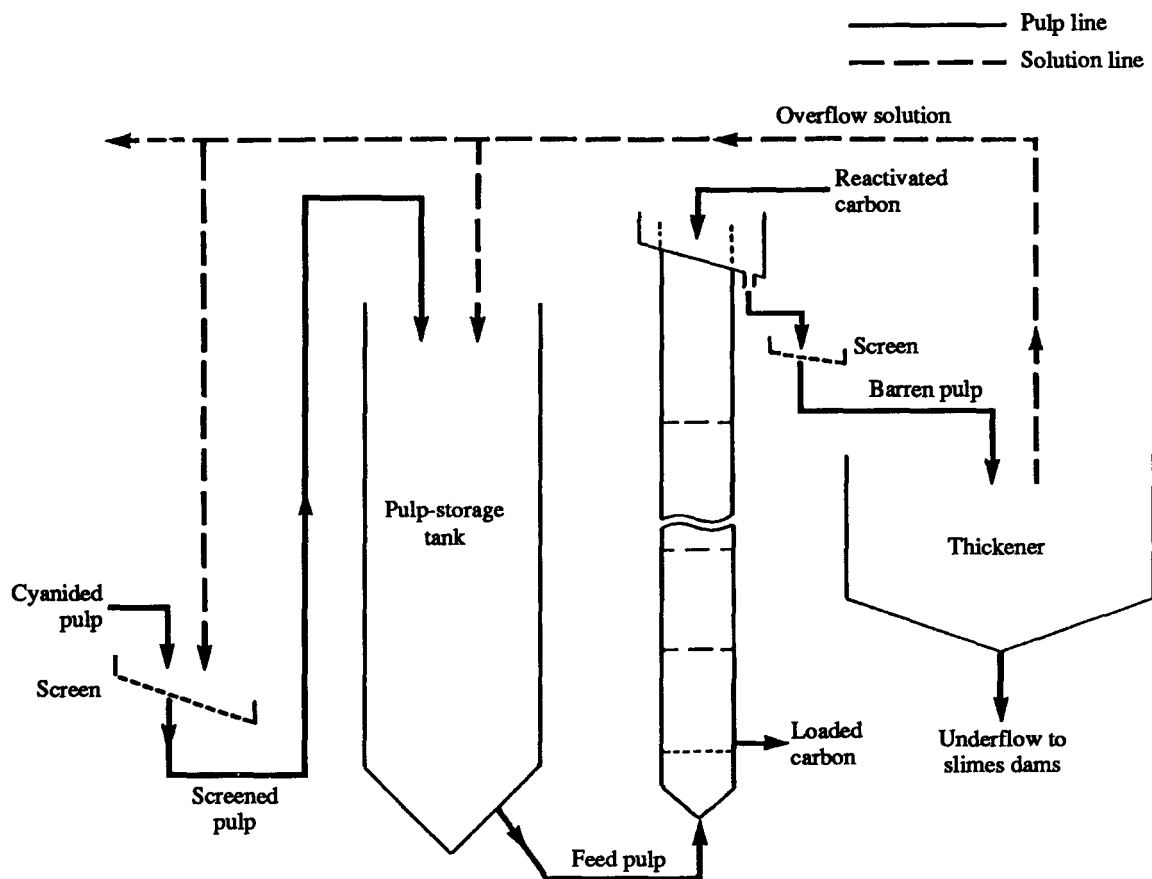 Pulp line
Solution line
Overflow solution
Reactivated
carbon
Screen
Barren pulp
Pulp-storage
tank
Thickener
Cyanided
pulp
Screen
Loaded
carbon
Underflow to
slimes dams
Screened
pulp
Feed pulp